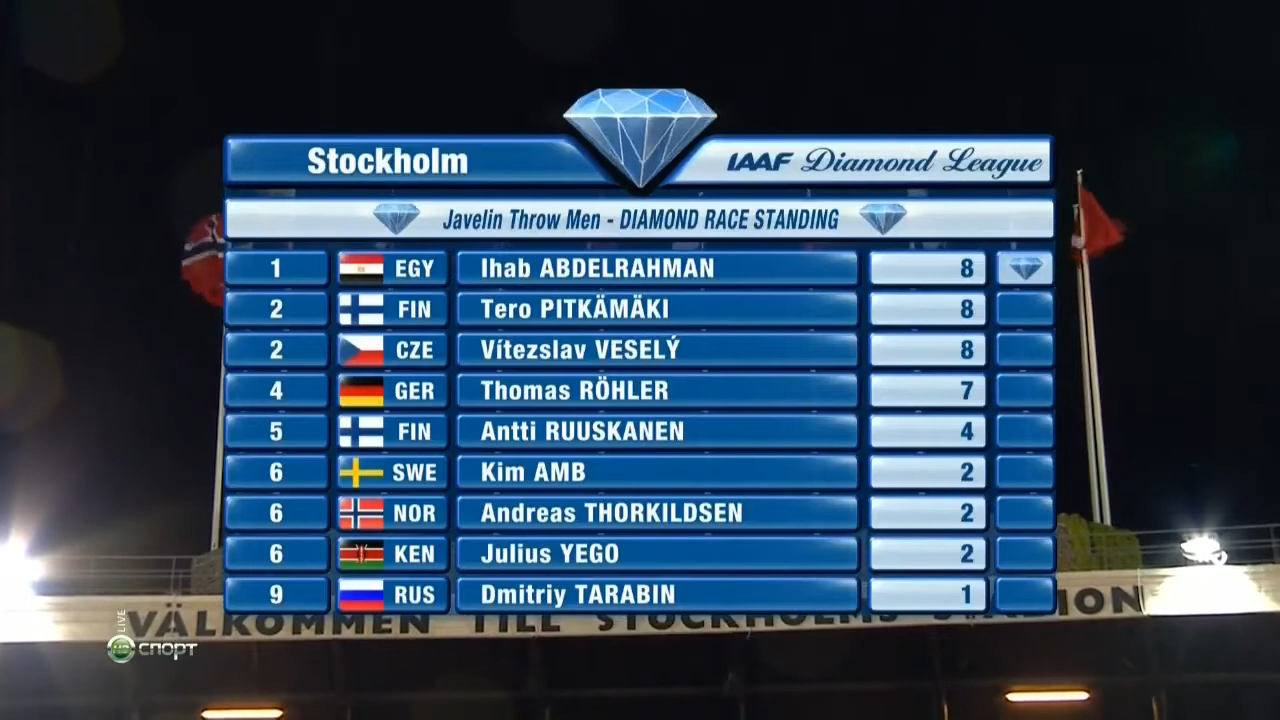 Stockholm
IAAF Diamond League
Javelin Throw Men - DIAMOND RACE STANDING
1 EGY Ihab ABDELRAHMAN 8
2 FIN Tero PITKÄMÄKI 8
2 CZE Vítezslav VESELÝ 8
4 GER Thomas RÖHLER 7
5 FIN Antti RUUSKANEN 4
6 SWE Kim AMB 2
6 NOR Andreas THORKILDSEN 2
6 KEN Julius YEGO 2
9 RUS Dmitriy TARABIN 1
VÄLKOMMEN TILL STOCKHOLMS STADION
LIVE
HD СПОРТ